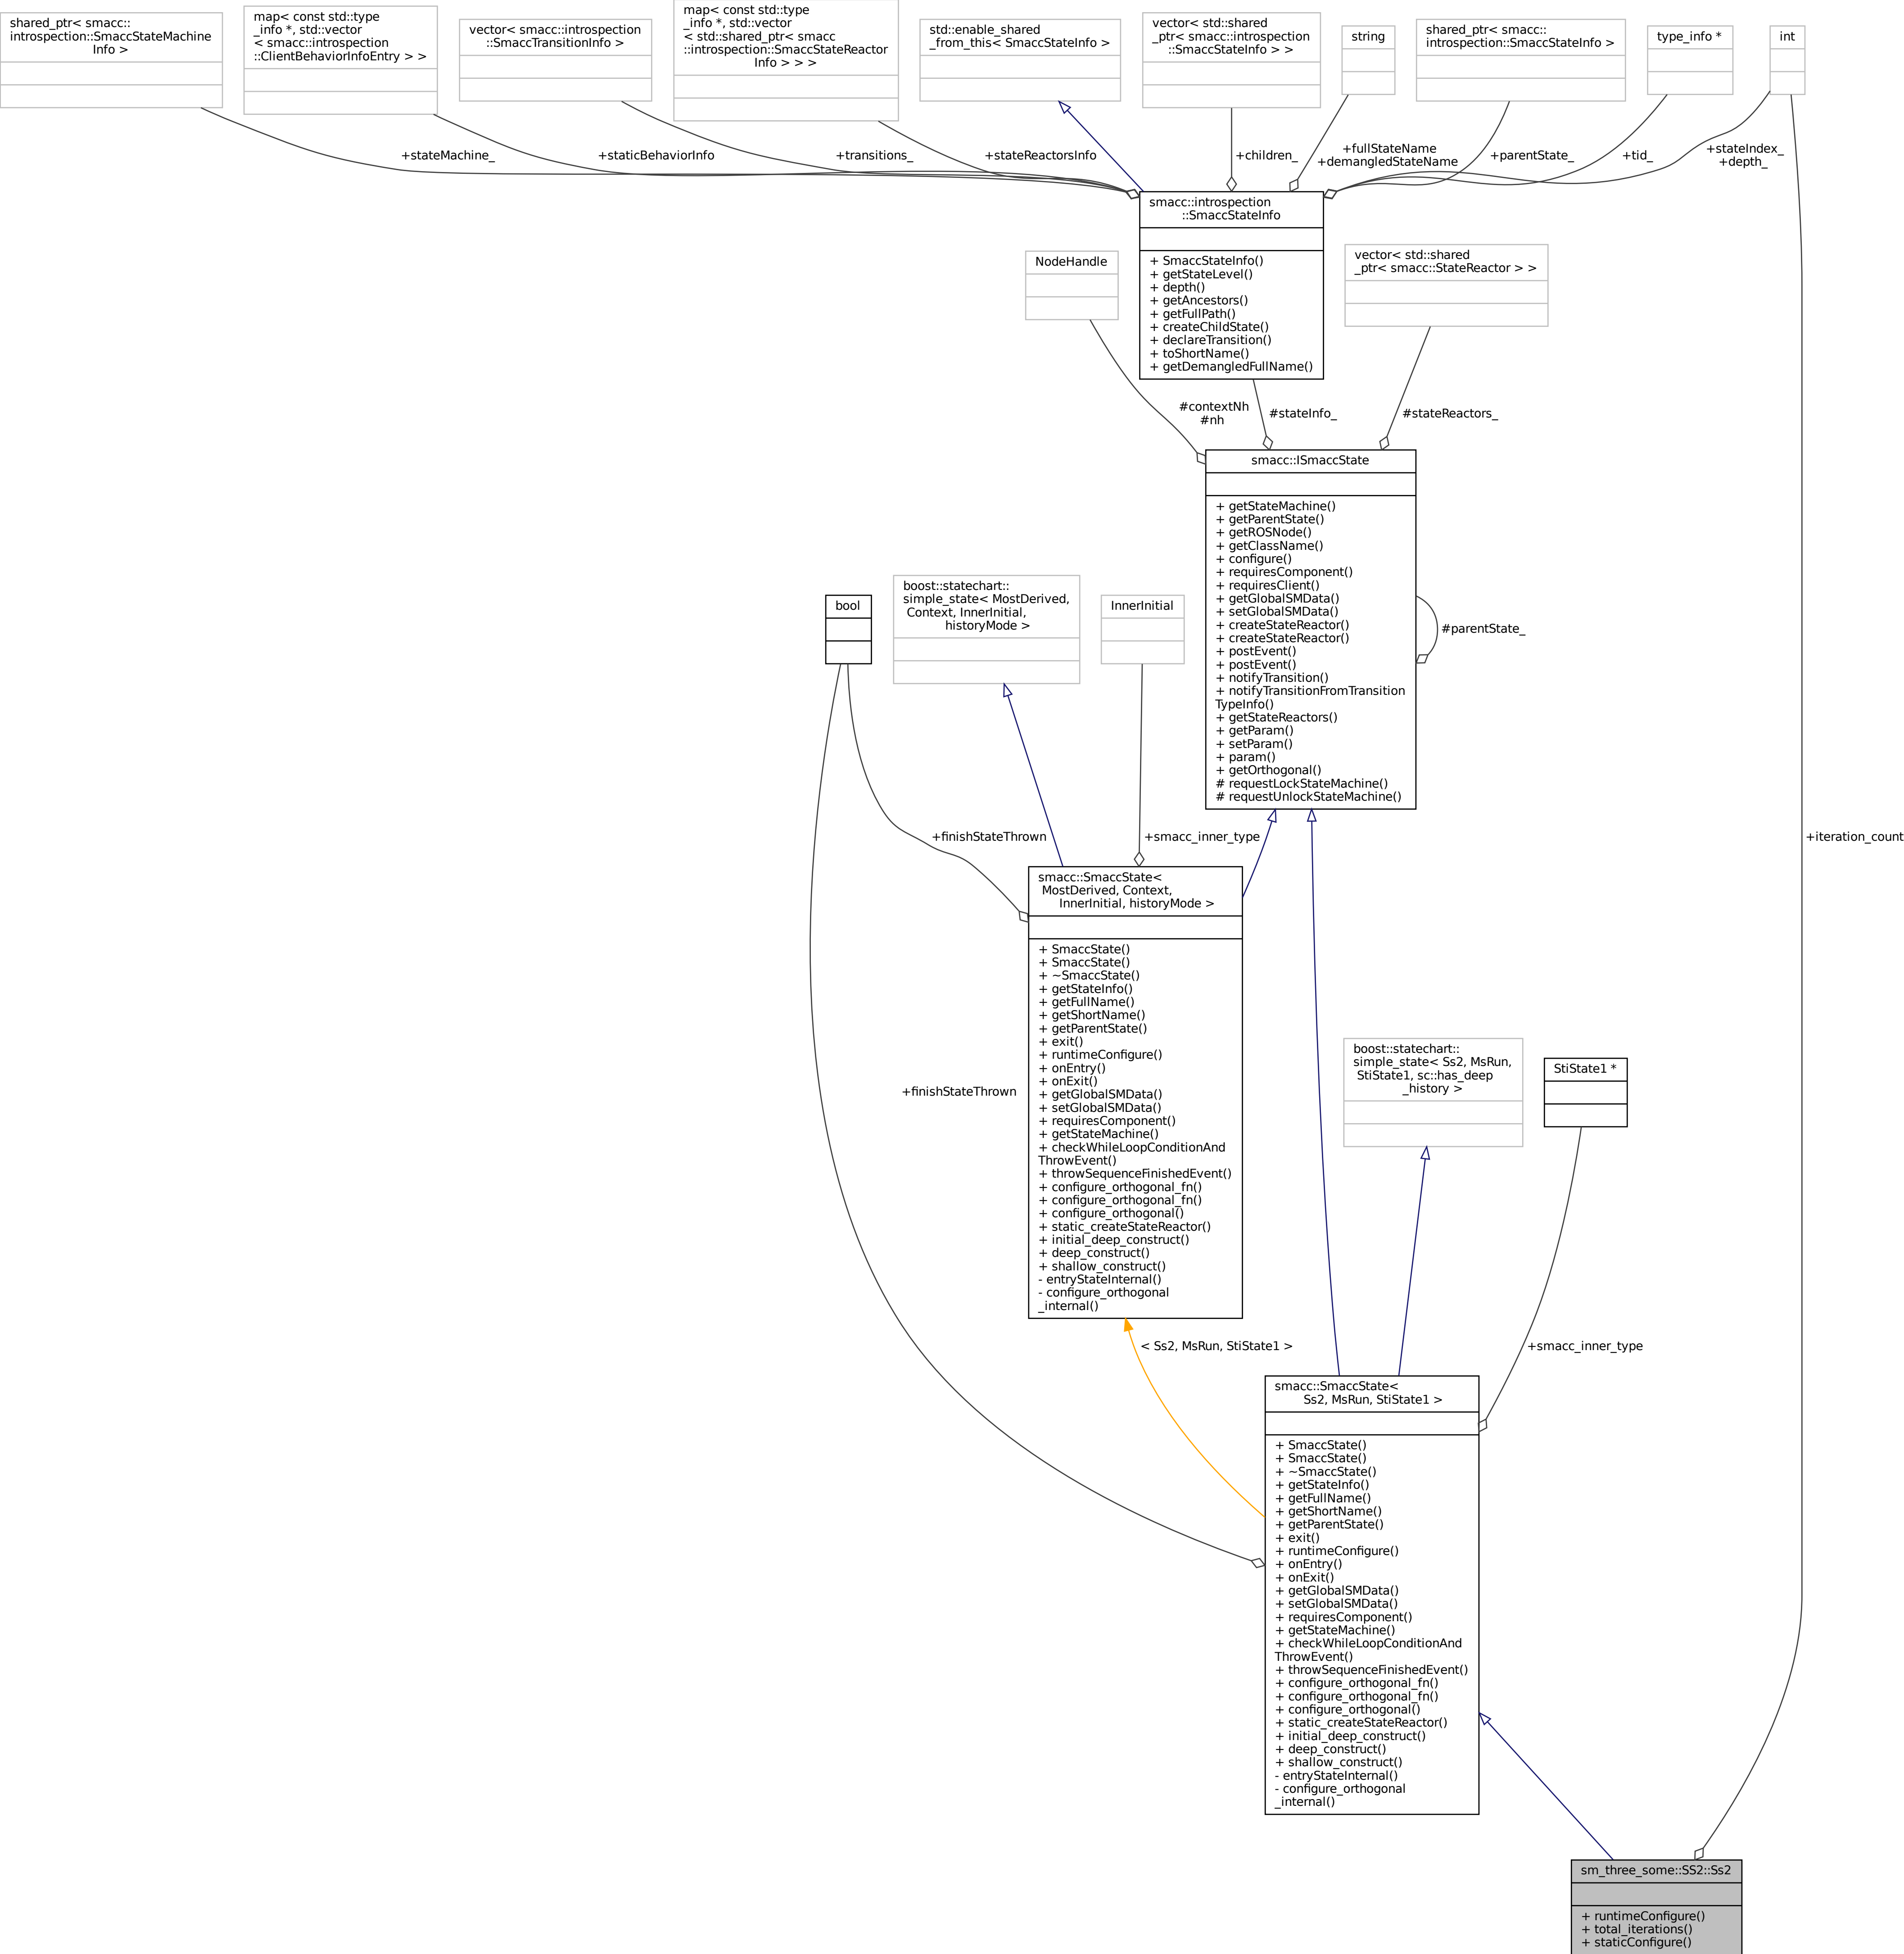 shared_ptr< smacc::
introspection::SmaccStateMachine
Info >
map< const std::type
_info *, std::vector
< smacc::introspection
::ClientBehaviorInfoEntry > >
vector< smacc::introspection
::SmaccTransitionInfo >
map< const std::type
_info *, std::vector
< std::shared_ptr< smacc
::introspection::SmaccStateReactor
Info > > >
std::enable_shared
_from_this< SmaccStateInfo >
vector< std::shared
_ptr< smacc::introspection
::SmaccStateInfo > >
string
shared_ptr< smacc::
introspection::SmaccStateInfo >
type_info *
int
+stateMachine_
+staticBehaviorInfo
+transitions_
+stateReactorsInfo
+children_
+fullStateName
+demangledStateName
+parentState_
+tid_
+stateIndex_
+depth_
smacc::introspection
::SmaccStateInfo
+ SmaccStateInfo()
+ getStateLevel()
+ depth()
+ getAncestors()
+ getFullPath()
+ createChildState()
+ declareTransition()
+ toShortName()
+ getDemangledFullName()
NodeHandle
vector< std::shared
_ptr< smacc::StateReactor > >
#contextNh
#nh
#stateInfo_
#stateReactors_
smacc::ISmaccState
+ getStateMachine()
+ getParentState()
+ getROSNode()
+ getClassName()
+ configure()
+ requiresComponent()
+ requiresClient()
+ getGlobalSMData()
+ setGlobalSMData()
+ createStateReactor()
+ createStateReactor()
+ postEvent()
+ postEvent()
+ notifyTransition()
+ notifyTransitionFromTransition
TypeInfo()
+ getStateReactors()
+ getParam()
+ setParam()
+ param()
+ getOrthogonal()
# requestLockStateMachine()
# requestUnlockStateMachine()
#parentState_
bool
boost::statechart::
simple_state< MostDerived,
Context, InnerInitial,
historyMode >
InnerInitial
+finishStateThrown
+smacc_inner_type
+iteration_count
smacc::SmaccState<
MostDerived, Context,
InnerInitial, historyMode >
+ SmaccState()
+ SmaccState()
+ ~SmaccState()
+ getStateInfo()
+ getFullName()
+ getShortName()
+ getParentState()
+ exit()
+ runtimeConfigure()
+ onEntry()
+ onExit()
+ getGlobalSMData()
+ setGlobalSMData()
+ requiresComponent()
+ getStateMachine()
+ checkWhileLoopConditionAnd
ThrowEvent()
+ throwSequenceFinishedEvent()
+ configure_orthogonal_fn()
+ configure_orthogonal_fn()
+ configure_orthogonal()
+ static_createStateReactor()
+ initial_deep_construct()
+ deep_construct()
+ shallow_construct()
- entryStateInternal()
- configure_orthogonal
_internal()
+finishStateThrown
boost::statechart::
simple_state< Ss2, MsRun,
StiState1, sc::has_deep
_history >
StiState1 *
< Ss2, MsRun, StiState1 >
+smacc_inner_type
smacc::SmaccState<
Ss2, MsRun, StiState1 >
+ SmaccState()
+ SmaccState()
+ ~SmaccState()
+ getStateInfo()
+ getFullName()
+ getShortName()
+ getParentState()
+ exit()
+ runtimeConfigure()
+ onEntry()
+ onExit()
+ getGlobalSMData()
+ setGlobalSMData()
+ requiresComponent()
+ getStateMachine()
+ checkWhileLoopConditionAnd
ThrowEvent()
+ throwSequenceFinishedEvent()
+ configure_orthogonal_fn()
+ configure_orthogonal_fn()
+ configure_orthogonal()
+ static_createStateReactor()
+ initial_deep_construct()
+ deep_construct()
+ shallow_construct()
- entryStateInternal()
- configure_orthogonal
_internal()
sm_three_some::SS2::Ss2
+ runtimeConfigure()
+ total_iterations()
+ staticConfigure()